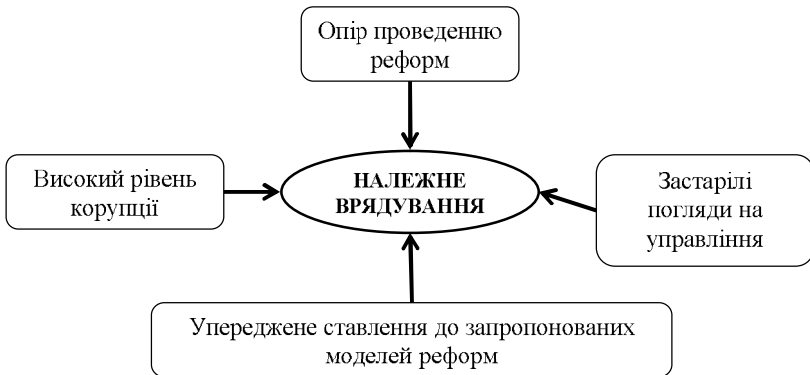 Опір проведенню
реформ
Високий рівень
корупції
НАЛЕЖНЕ
ВРЯДУВАННЯ
Застарілі
погляди на
управління
Упереджене ставлення до запропонованих
моделей реформ